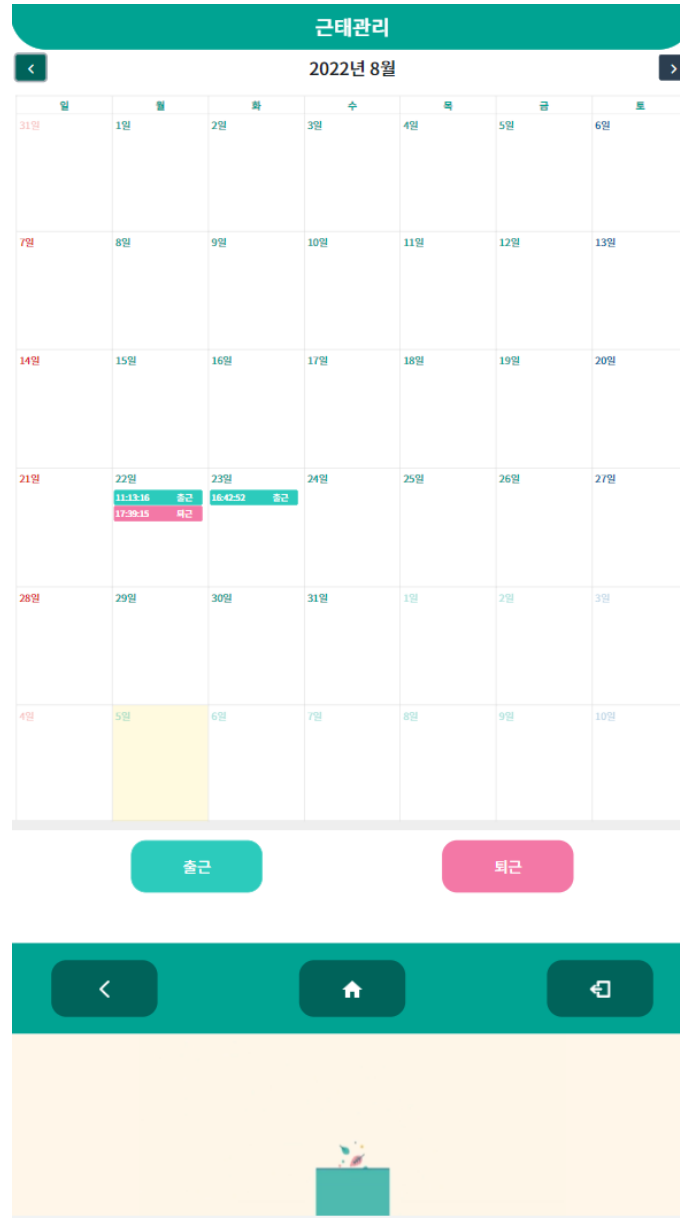 근태관리
2022년 8월
일 월 화 수 목 금 토
31일 1일 2일 3일 4일 5일 6일
7일 8일 9일 10일 11일 12일 13일
14일 15일 16일 17일 18일 19일 20일
21일 22일 23일 24일 25일 26일 27일
11:13:16 출근 16:42:52 출근
17:39:15 퇴근
28일 29일 30일 31일 1일 2일 3일
4일 5일 6일 7일 8일 9일 10일
출근 퇴근